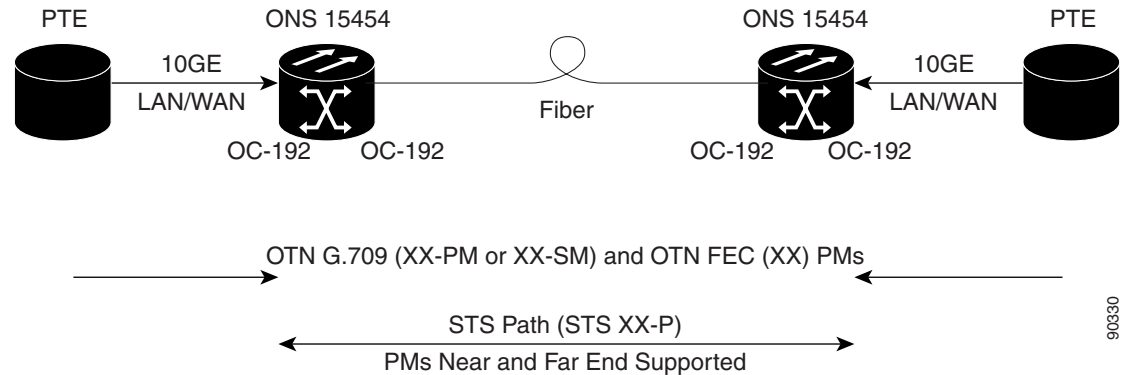 PTE
ONS 15454
ONS 15454
PTE
10GE
LAN/WAN
Fiber
10GE
LAN/WAN
OC-192
OC-192
OC-192
OC-192
OTN G.709 (XX-PM or XX-SM) and OTN FEC (XX) PMs
STS Path (STS XX-P)
PMs Near and Far End Supported
90330